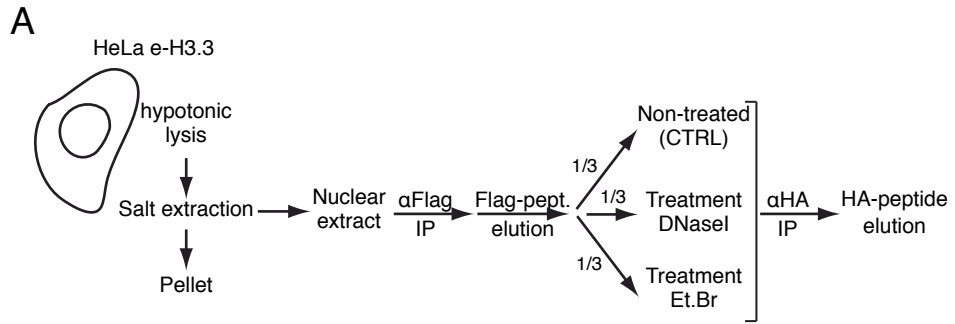 A
HeLa e-H3.3
hypotonic
lysis
Salt extraction
Pellet
Nuclear
extract
αFlag
IP
Flag-pept.
elution
1/3
1/3
1/3
Non-treated
(CTRL)
Treatment
DNaseI
Treatment
Et.Br
αHA
IP
HA-peptide
elution